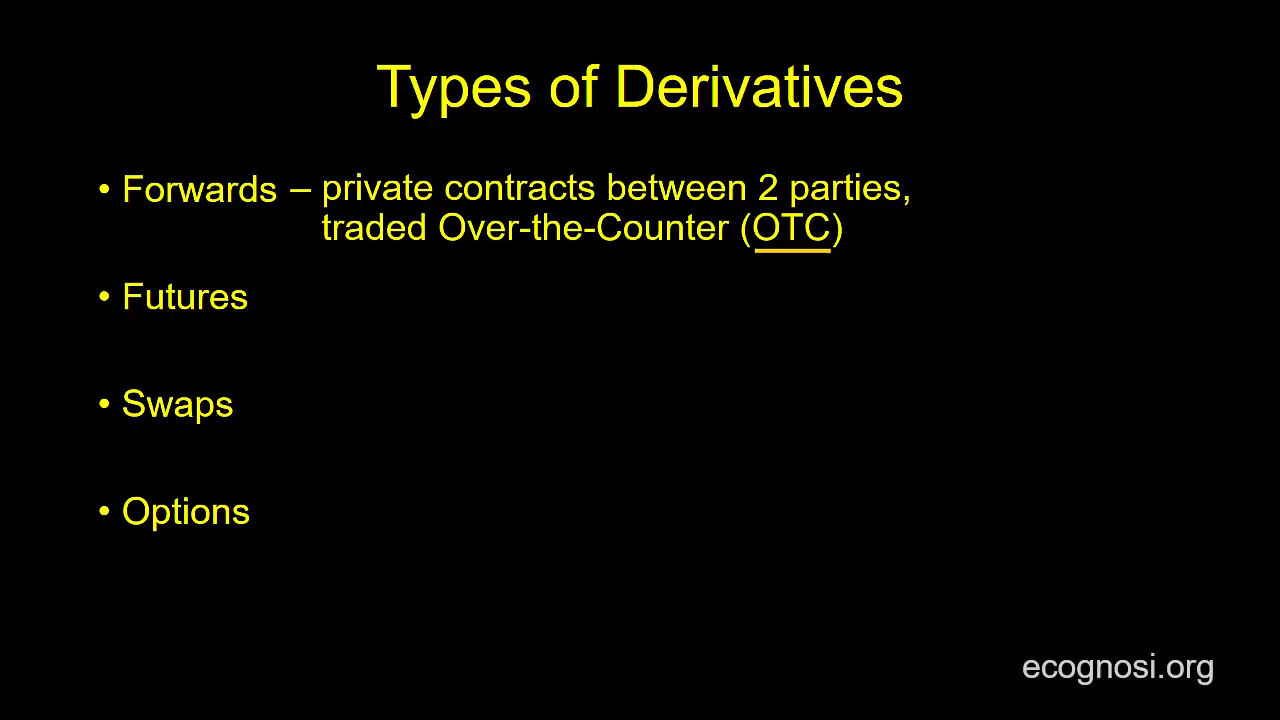 Types of Derivatives
• Forwards – private contracts between 2 parties,
traded Over-the-Counter (OTC)
• Futures
• Swaps
• Options
ecognosi.org